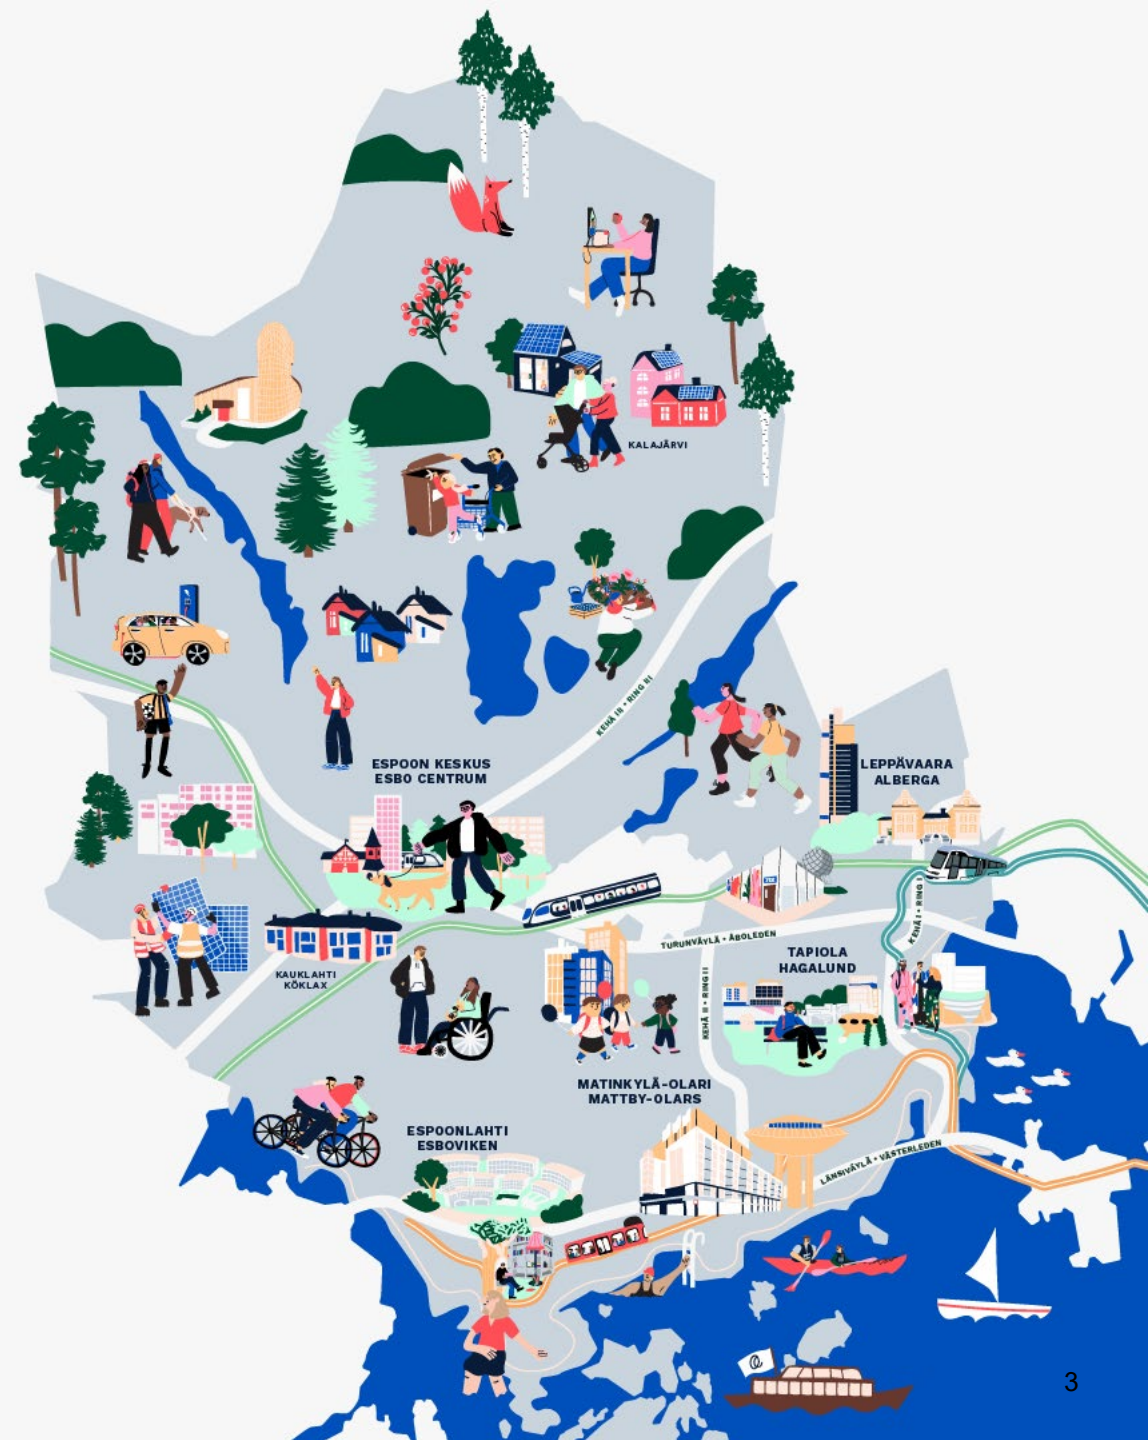 KALAJÄRVI
KEHÄ III • RING III
ESPOON KESKUS
ESBO CENTRUM
LEPPÄVAARA
ALBERGA
KEHÄ I • RING I
TURUNVÄYLÄ • ÅBOLEDEN
TAPIOLA
HAGALUND
KAUKLAHTI
KÖKLAX
KEHÄ II • RING II
MATINKYLÄ-OLARI
MATTBY-OLARS
ESPOONLAHTI
ESBOVIKEN
LÄNSIVÄYLÄ • VÄSTERLEDEN
3